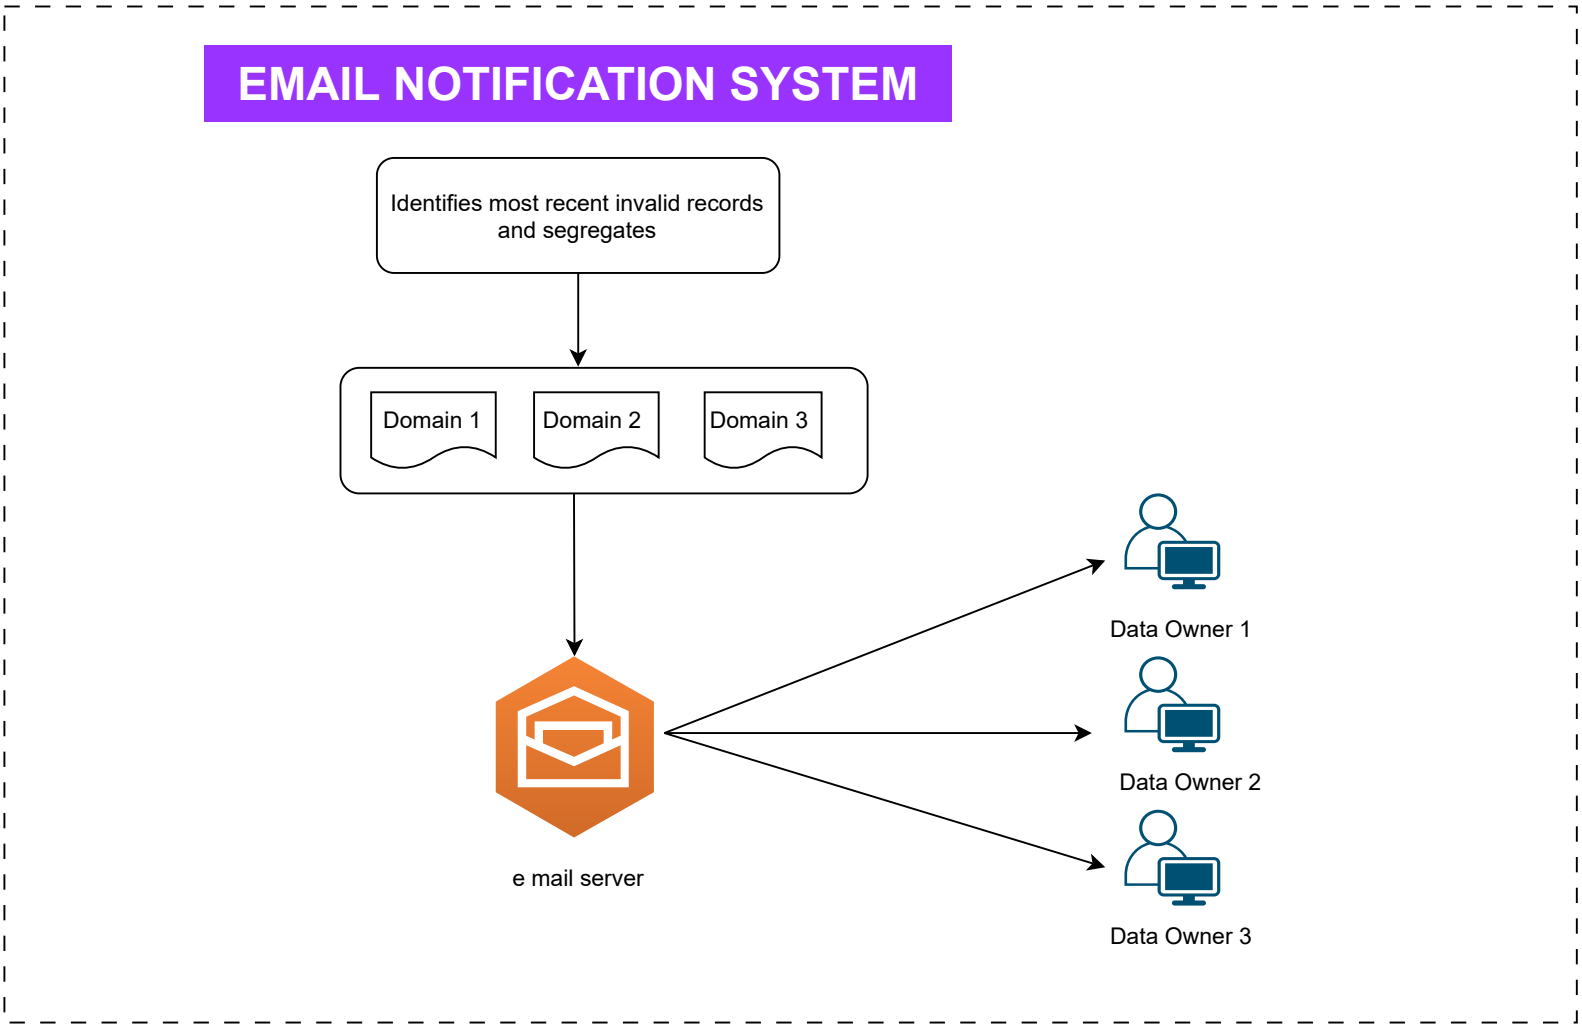 EMAIL NOTIFICATION SYSTEM
Identifies most recent invalid records
and segregates
Domain 1
Domain 2
Domain 3
Data Owner 1
Data Owner 2
e mail server
Data Owner 3